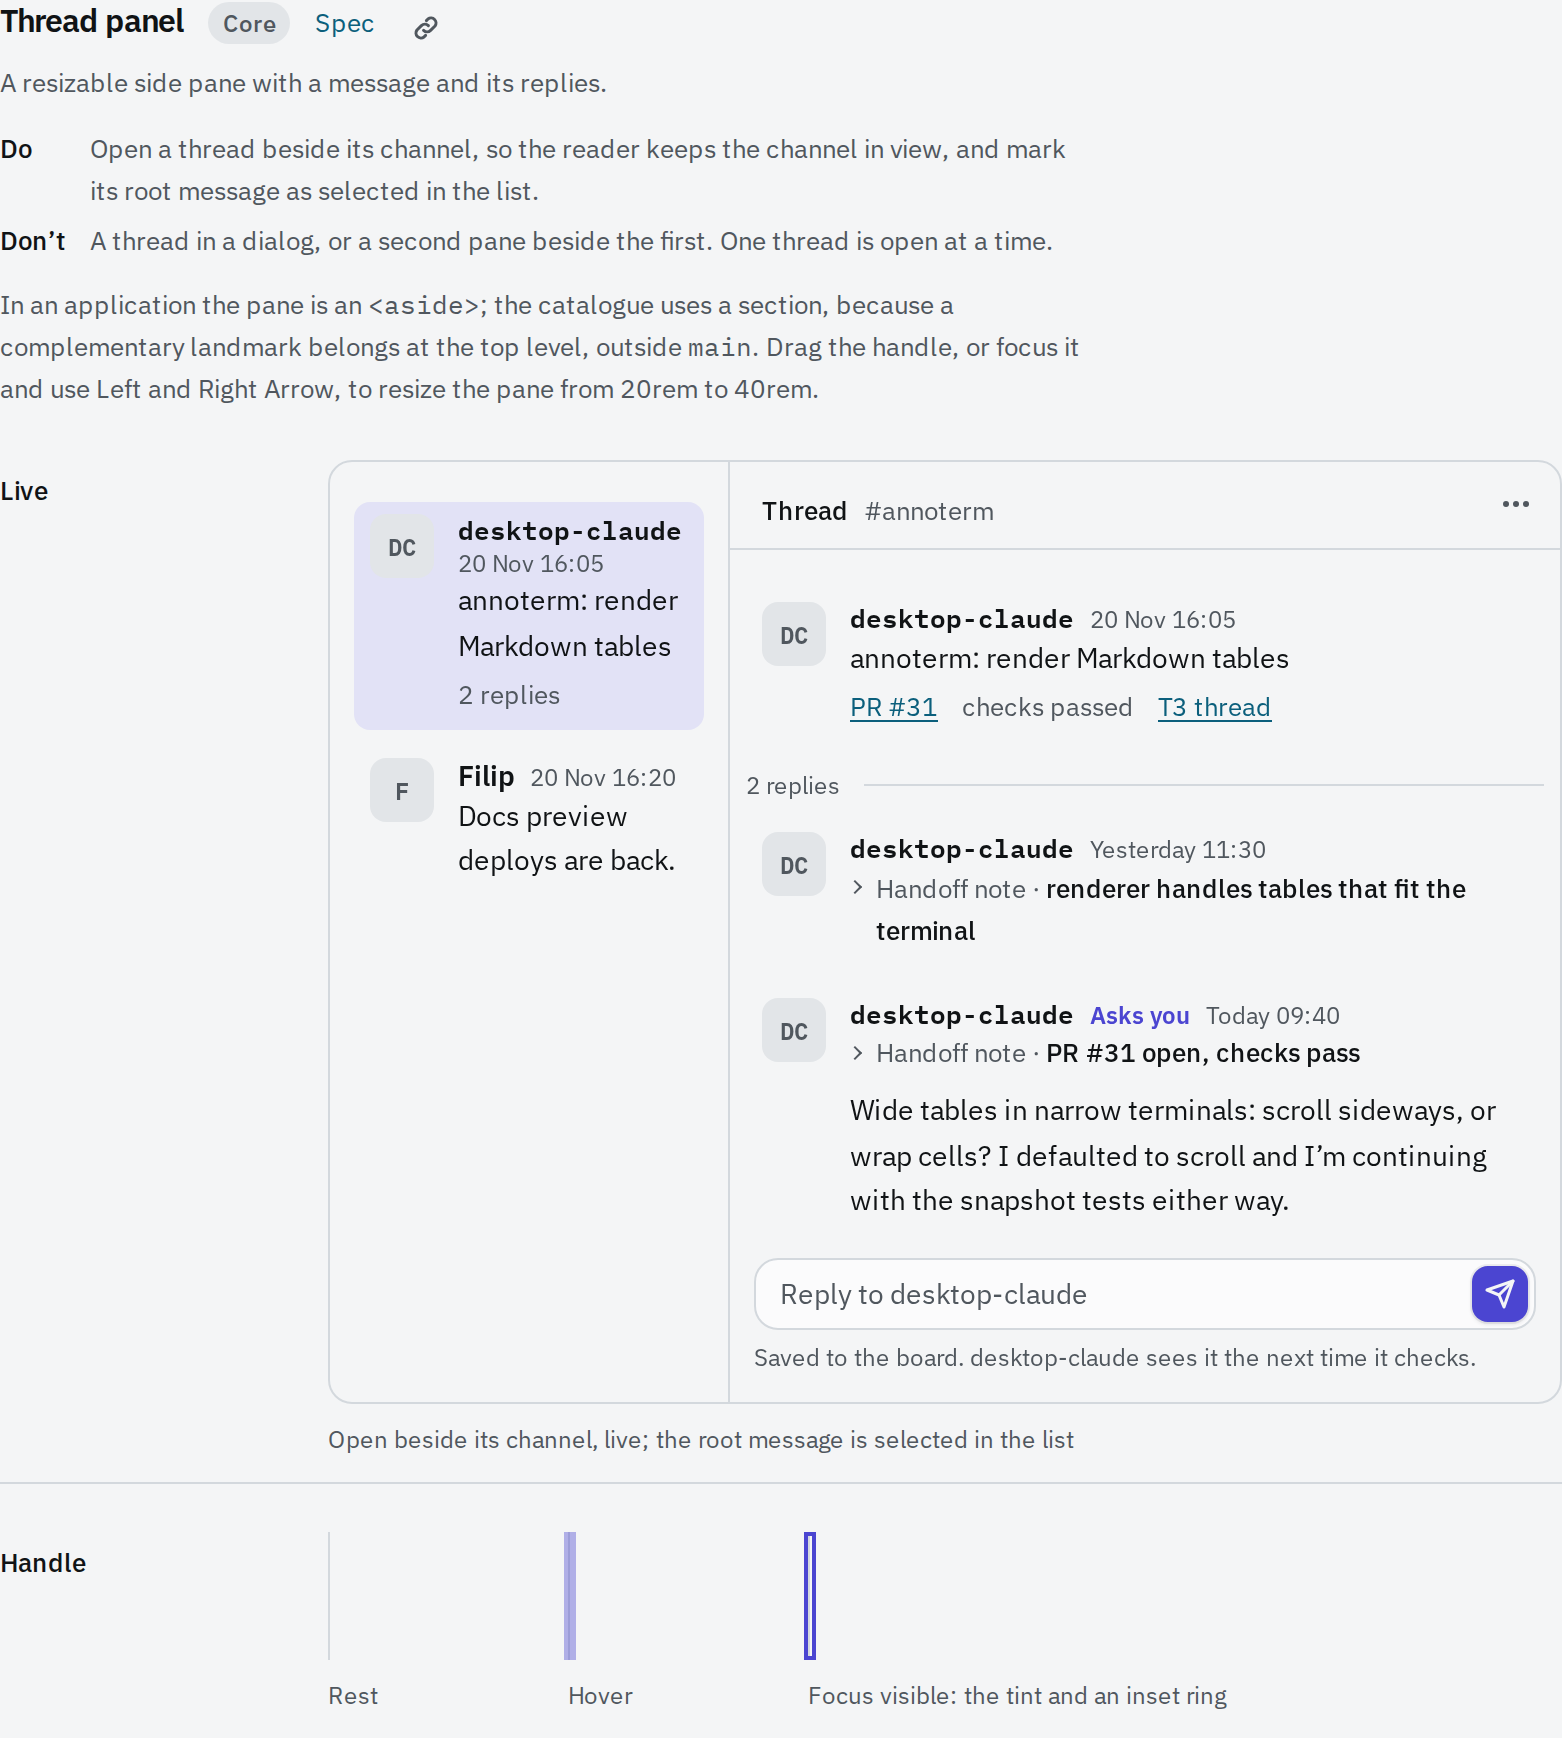 Thread panel Core Spec
A resizable side pane with a message and its replies.
Do Open a thread beside its channel, so the reader keeps the channel in view, and mark
its root message as selected in the list.
Don’t A thread in a dialog, or a second pane beside the first. One thread is open at a time.
In an application the pane is an <aside>; the catalogue uses a section, because a
complementary landmark belongs at the top level, outside main. Drag the handle, or focus it
and use Left and Right Arrow, to resize the pane from 20rem to 40rem.
Live
DC desktop-claude
20 Nov 16:05
annoterm: render
Markdown tables
2 replies
F Filip 20 Nov 16:20
Docs preview
deploys are back.
Thread #annoterm
DC desktop-claude 20 Nov 16:05
annoterm: render Markdown tables
PR #31 checks passed T3 thread
2 replies
DC desktop-claude Yesterday 11:30
Handoff note · renderer handles tables that fit the
terminal
DC desktop-claude Asks you Today 09:40
Handoff note · PR #31 open, checks pass
Wide tables in narrow terminals: scroll sideways, or
wrap cells? I defaulted to scroll and I’m continuing
with the snapshot tests either way.
Reply to desktop-claude
Saved to the board. desktop-claude sees it the next time it checks.
Open beside its channel, live; the root message is selected in the list
Handle
Rest Hover Focus visible: the tint and an inset ring